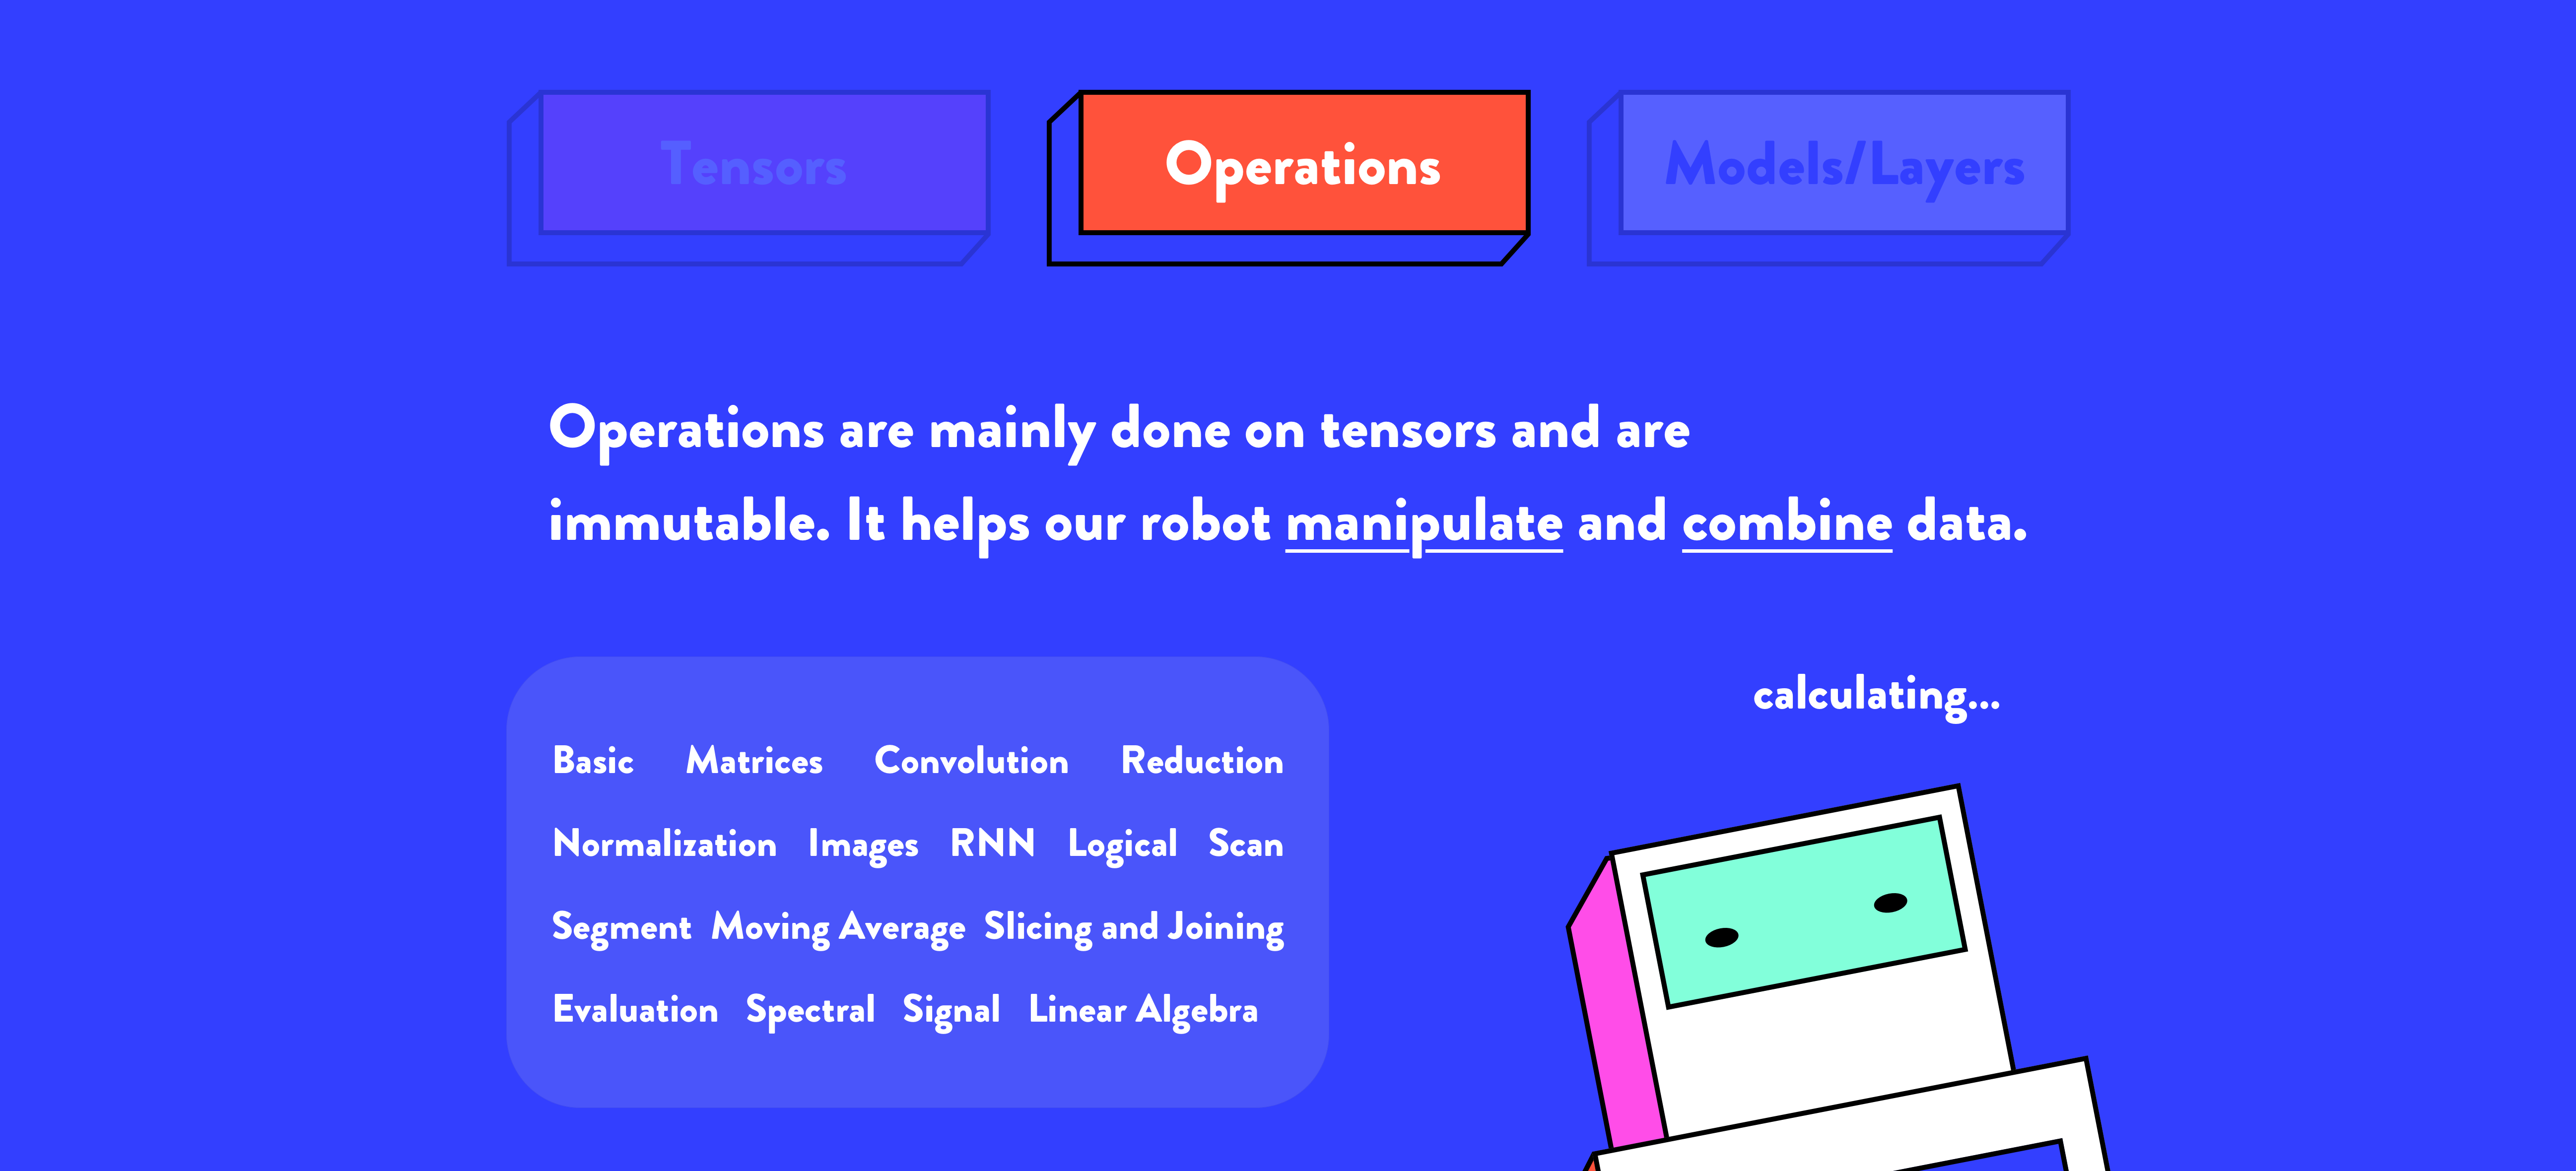 Tensors
Operations
Models/Layers
Operations are mainly done on tensors and are
immutable. It helps our robot manipulate and combine data.
calculating...
Basic Matrices Convolution Reduction
Normalization Images RNN Logical Scan
Segment Moving Average Slicing and Joining
Evaluation Spectral Signal Linear Algebra